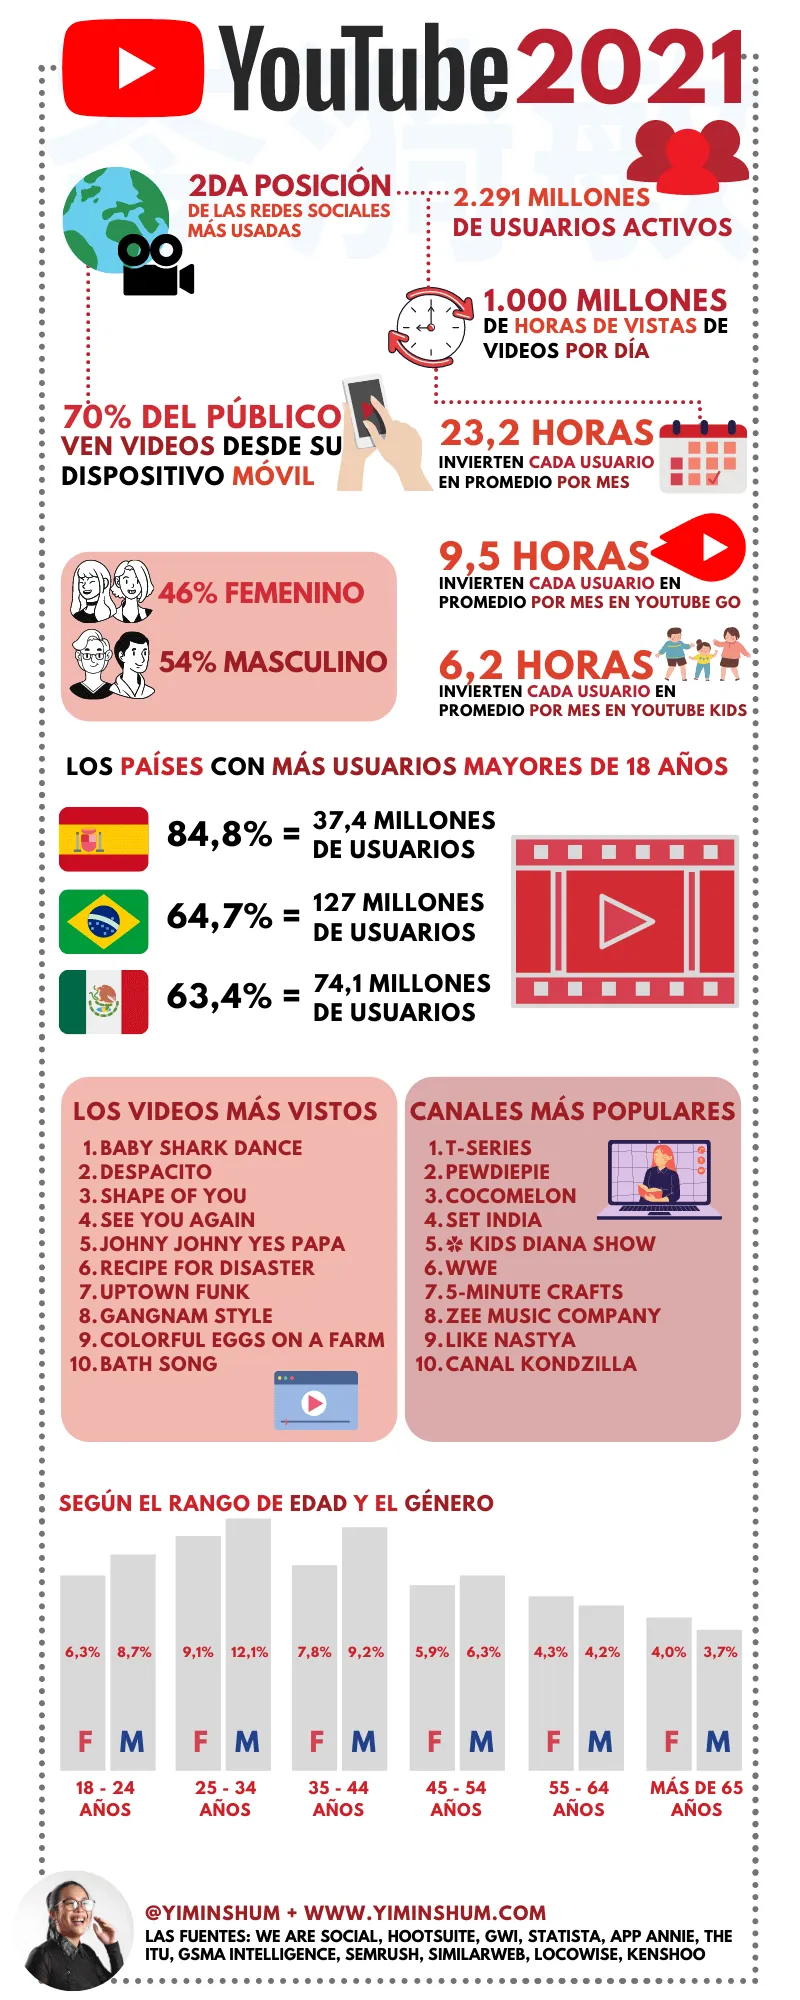 YouTube 2021
2DA POSICIÓN
DE LAS REDES SOCIALES
MÁS USADAS
2.291 MILLONES
DE USUARIOS ACTIVOS
1.000 MILLONES
DE HORAS DE VISTAS DE
VIDEOS POR DÍA
70% DEL PÚBLICO
VEN VIDEOS DESDE SU
DISPOSITIVO MÓVIL
23,2 HORAS
INVIERTEN CADA USUARIO
EN PROMEDIO POR MES
9,5 HORAS
INVIERTEN CADA USUARIO EN
PROMEDIO POR MES EN YOUTUBE GO
46% FEMENINO
54% MASCULINO
6,2 HORAS
INVIERTEN CADA USUARIO EN
PROMEDIO POR MES EN YOUTUBE KIDS
LOS PAÍSES CON MÁS USUARIOS MAYORES DE 18 AÑOS
84,8% = 37,4 MILLONES
DE USUARIOS
64,7% = 127 MILLONES
DE USUARIOS
63,4% = 74,1 MILLONES
DE USUARIOS
LOS VIDEOS MÁS VISTOS
1. BABY SHARK DANCE
2. DESPACITO
3. SHAPE OF YOU
4. SEE YOU AGAIN
5. JOHNY JOHNY YES PAPA
6. RECIPE FOR DISASTER
7. UPTOWN FUNK
8. GANGNAM STYLE
9. COLORFUL EGGS ON A FARM
10. BATH SONG
CANALES MÁS POPULARES
1. T-SERIES
2. PEWDIEPIE
3. COCOMELON
4. SET INDIA
5. ✿ KIDS DIANA SHOW
6. WWE
7. 5-MINUTE CRAFTS
8. ZEE MUSIC COMPANY
9. LIKE NASTYA
10. CANAL KONDZILLA
SEGÚN EL RANGO DE EDAD Y EL GÉNERO
6,3% 8,7% 9,1% 12,1% 7,8% 9,2% 5,9% 6,3% 4,3% 4,2% 4,0% 3,7%
F M F M F M F M F M F M
18 - 24 25 - 34 35 - 44 45 - 54 55 - 64 MÁS DE 65
AÑOS AÑOS AÑOS AÑOS AÑOS AÑOS
@YIMINSHUM + WWW.YIMINSHUM.COM
LAS FUENTES: WE ARE SOCIAL, HOOTSUITE, GWI, STATISTA, APP ANNIE, THE
ITU, GSMA INTELLIGENCE, SEMRUSH, SIMILARWEB, LOCOWISE, KENSHOO